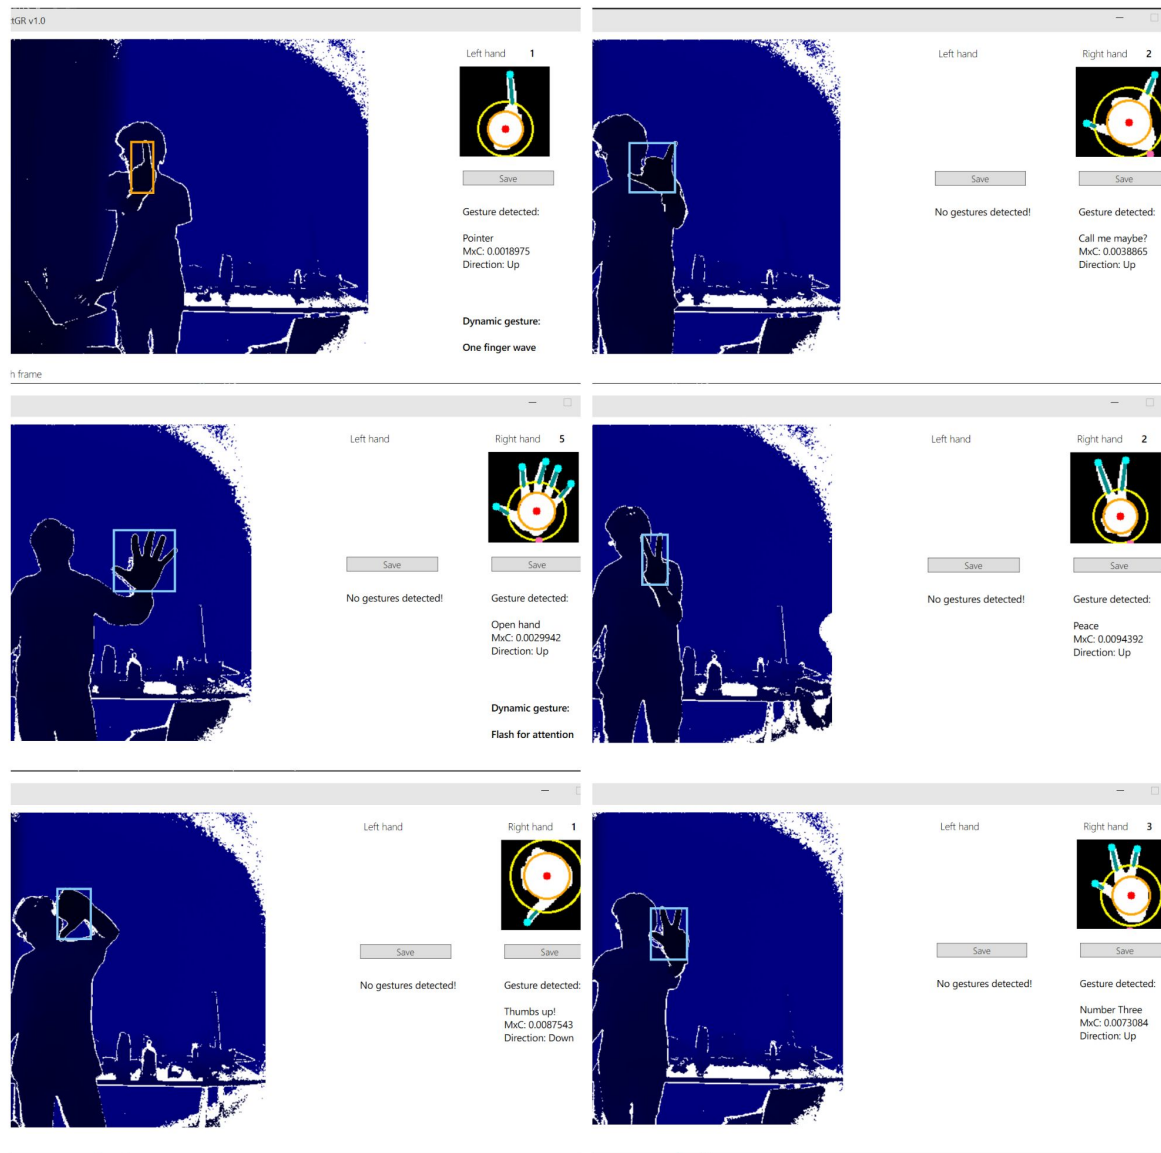 tGR v1.0
Left hand 1
Save
Gesture detected:
Pointer
MxC: 0.0018975
Direction: Up
Dynamic gesture:
One finger wave
h frame
Left hand
Right hand 2
Save
Save
No gestures detected!
Gesture detected:
Call me maybe?
MxC: 0.0038865
Direction: Up
Left hand
Right hand 5
Save
Save
No gestures detected!
Gesture detected:
Open hand
MxC: 0.0029942
Direction: Up
Dynamic gesture:
Flash for attention
Left hand
Right hand 2
Save
Save
No gestures detected!
Gesture detected:
Peace
MxC: 0.0094392
Direction: Up
Left hand
Right hand 1
Save
Save
No gestures detected!
Gesture detected:
Thumbs up!
MxC: 0.0087543
Direction: Down
Left hand
Right hand 3
Save
Save
No gestures detected!
Gesture detected:
Number Three
MxC: 0.0073084
Direction: Up